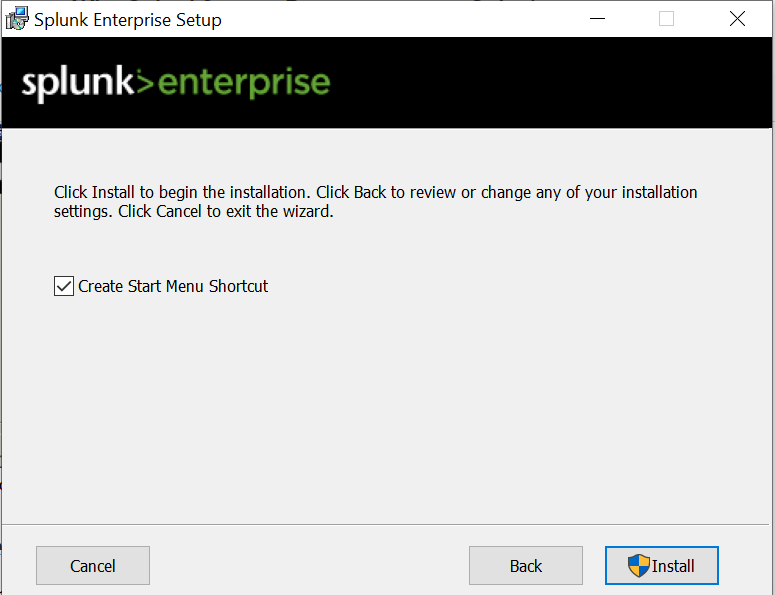 Splunk Enterprise Setup
splunk>enterprise
Click Install to begin the installation. Click Back to review or change any of your installation
settings. Click Cancel to exit the wizard.
Create Start Menu Shortcut
Cancel
Back
Install